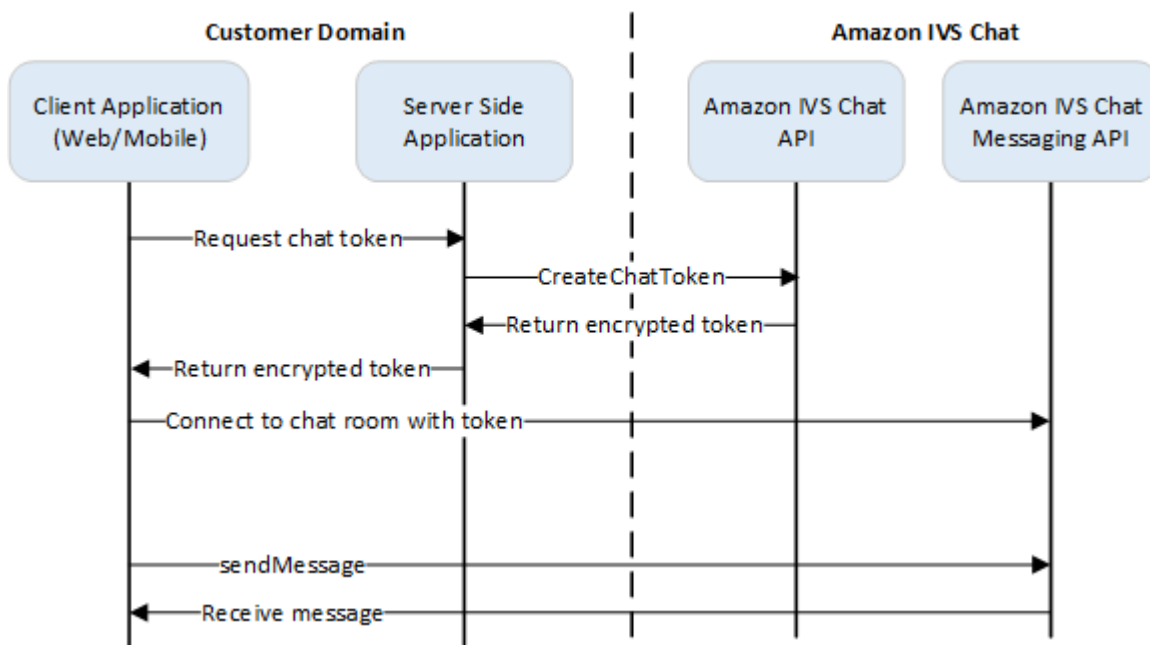 Customer Domain
Amazon IVS Chat
Client Application
(Web/Mobile)
Server Side
Application
Amazon IVS Chat
API
Amazon IVS Chat
Messaging API
Request chat token
CreateChatToken
Return encrypted token
Return encrypted token
Connect to chat room with token
sendMessage
Receive message